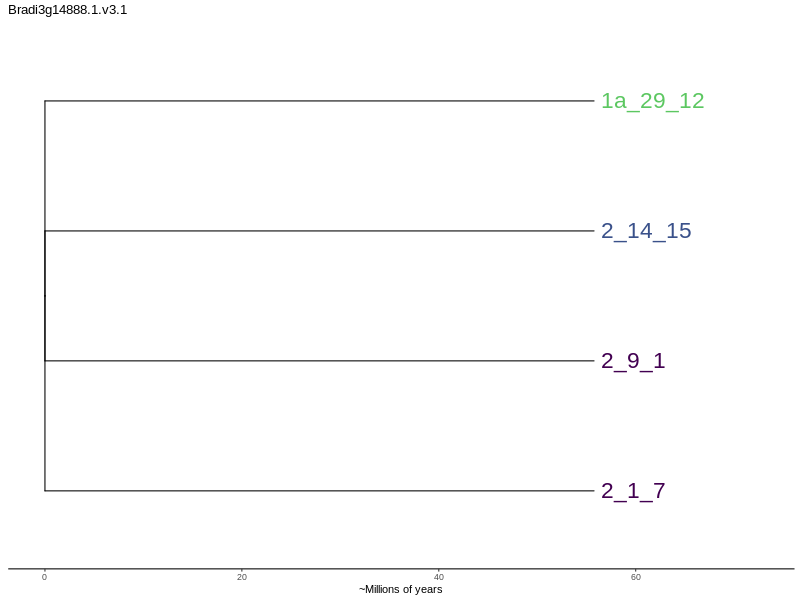 Bradi3g14888.1.v3.1
1a_29_12
2_14_15
2_9_1
2_1_7
0 20 40 60
~Millions of years